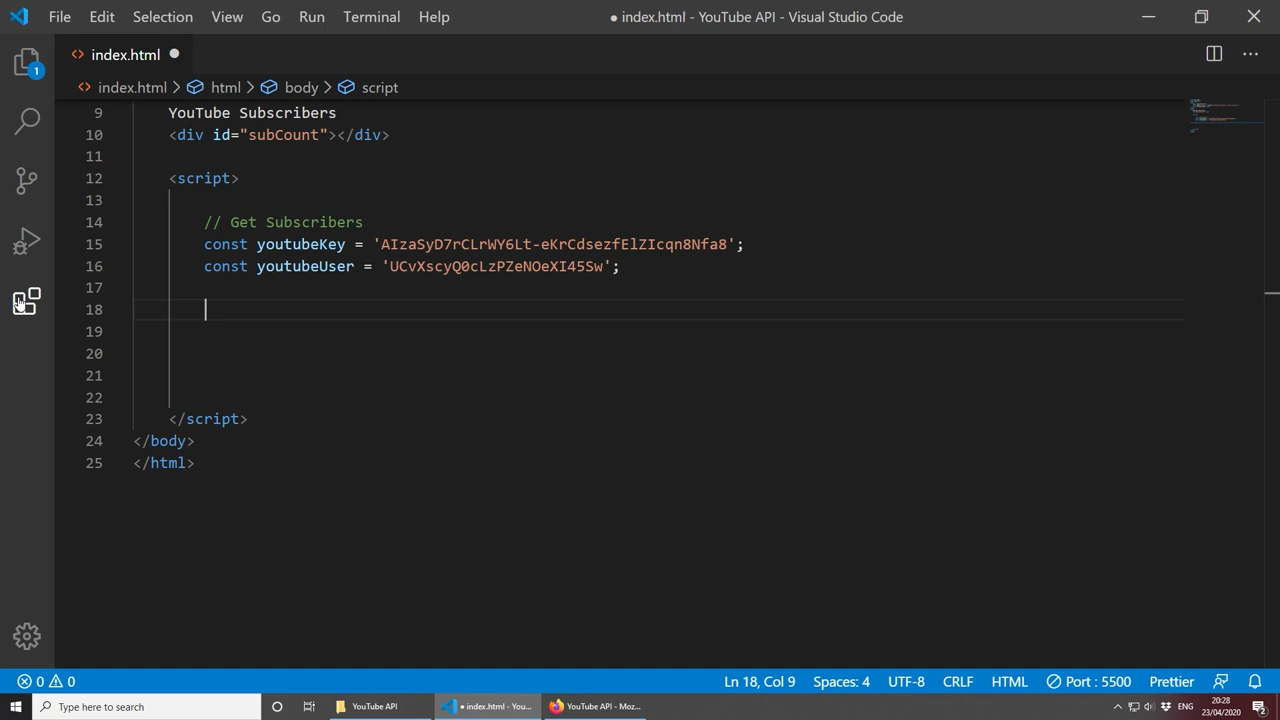 File Edit Selection View Go Run Terminal Help ● index.html - YouTube API - Visual Studio Code
index.html
index.html > html > body > script
9 YouTube Subscribers
10 <div id="subCount"></div>
11
12 <script>
13
14 // Get Subscribers
15 const youtubeKey = 'AIzaSyD7rCLrWY6Lt-eKrCdsezfElZIcqn8Nfa8';
16 const youtubeUser = 'UCvXscyQ0cLzPZeNOeXI45Sw';
17
18
19
20
21
22
23 </script>
24 </body>
25 </html>
1
0 0 Ln 18, Col 9 Spaces: 4 UTF-8 CRLF HTML Port : 5500 Prettier
Type here to search YouTube API ● index.html - You... YouTube API - Moz... ENG 20:28
23/04/2020 2